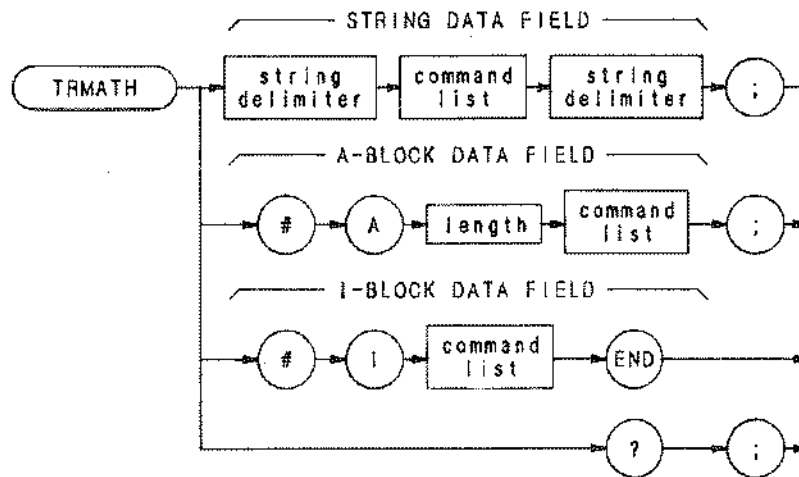 STRING DATA FIELD
TRMATH
string delimiter
command list
string delimiter
;
A-BLOCK DATA FIELD
#
A
length
command list
;
I-BLOCK DATA FIELD
#
I
command list
END
?
;